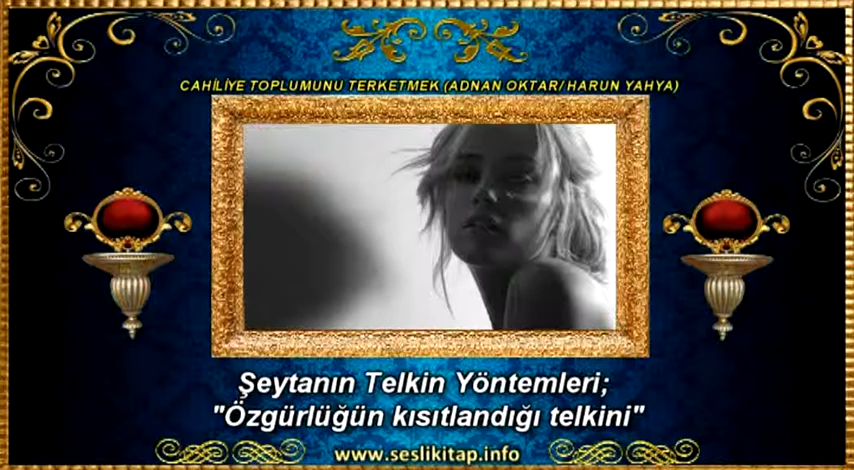 CAHİLİYE TOPLUMUNU TERKETMEK (ADNAN OKTAR/HARUN YAHYA)
Şeytanın Telkin Yöntemleri;
"Özgürlüğün kısıtlandığı telkini"
www.seslikitap.info